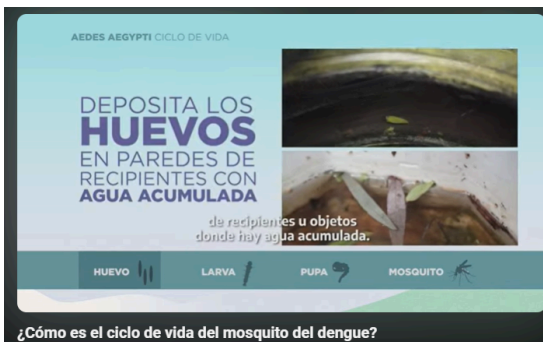 AEDES AEGYPTI CICLO DE VIDA
DEPOSITA LOS
HUEVOS
EN PAREDES DE
RECIPIENTES CON
AGUA ACUMULADA
de recipientes u objetos
donde hay agua acumulada.
HUEVO LARVA PUPA MOSQUITO
¿Cómo es el ciclo de vida del mosquito del dengue?